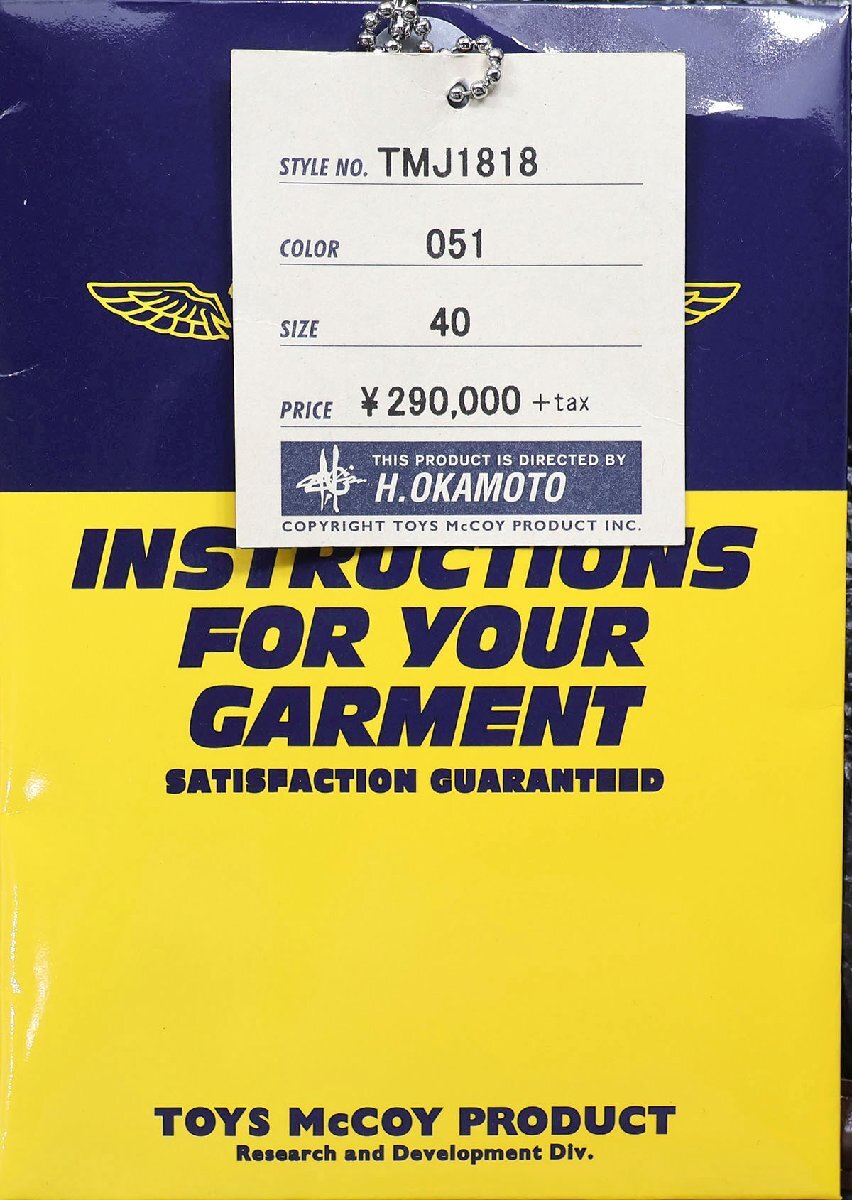 STYLE NO. TMJ1818
COLOR 051
SIZE 40
PRICE ¥290,000 +tax
THIS PRODUCT IS DIRECTED BY
H.OKAMOTO
COPYRIGHT TOYS McCOY PRODUCT INC.
INSTRUCTIONS
FOR YOUR
GARMENT
SATISFACTION GUARANTEED
TOYS McCOY PRODUCT
Research and Development Div.